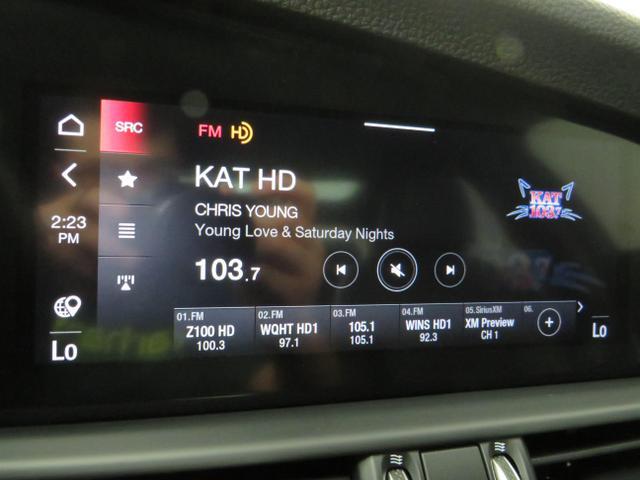 SRC
FM HD
KAT HD
CHRIS YOUNG
Young Love & Saturday Nights
KAT
103.7
2:23
PM
103.7
01.FM
Z100 HD
100.3
02.FM
WQHT HD1
97.1
03.FM
105.1
105.1
04.FM
WINS HD1
92.3
05.SiriusXM
XM Preview
CH 1
06.
+
Lo
Lo